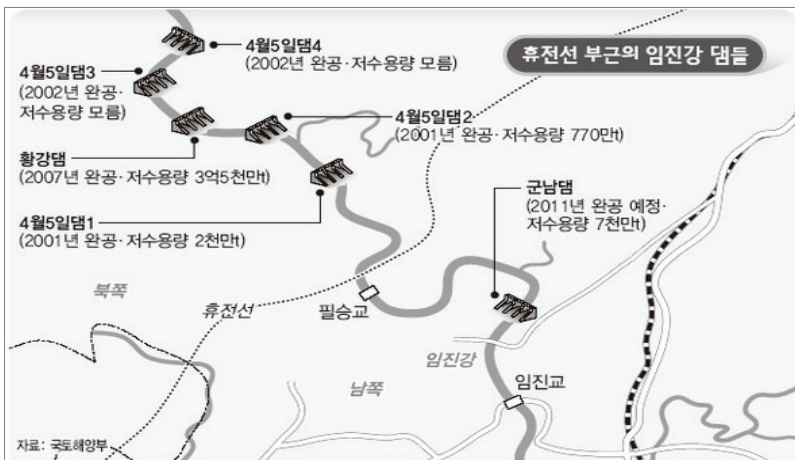 휴전선 부근의 임진강 댐들
4월5일댐4
(2002년 완공·저수용량 모름)
4월5일댐3
(2002년 완공·
저수용량 모름)
4월5일댐2
(2001년 완공·저수용량 770만t)
황강댐
(2007년 완공·저수용량 3억5천만t)
군남댐
(2011년 완공 예정·
저수용량 7천만t)
4월5일댐1
(2001년 완공·저수용량 2천만t)
북쪽
휴전선
필승교
임진강
남쪽
임진교
자료: 국토해양부